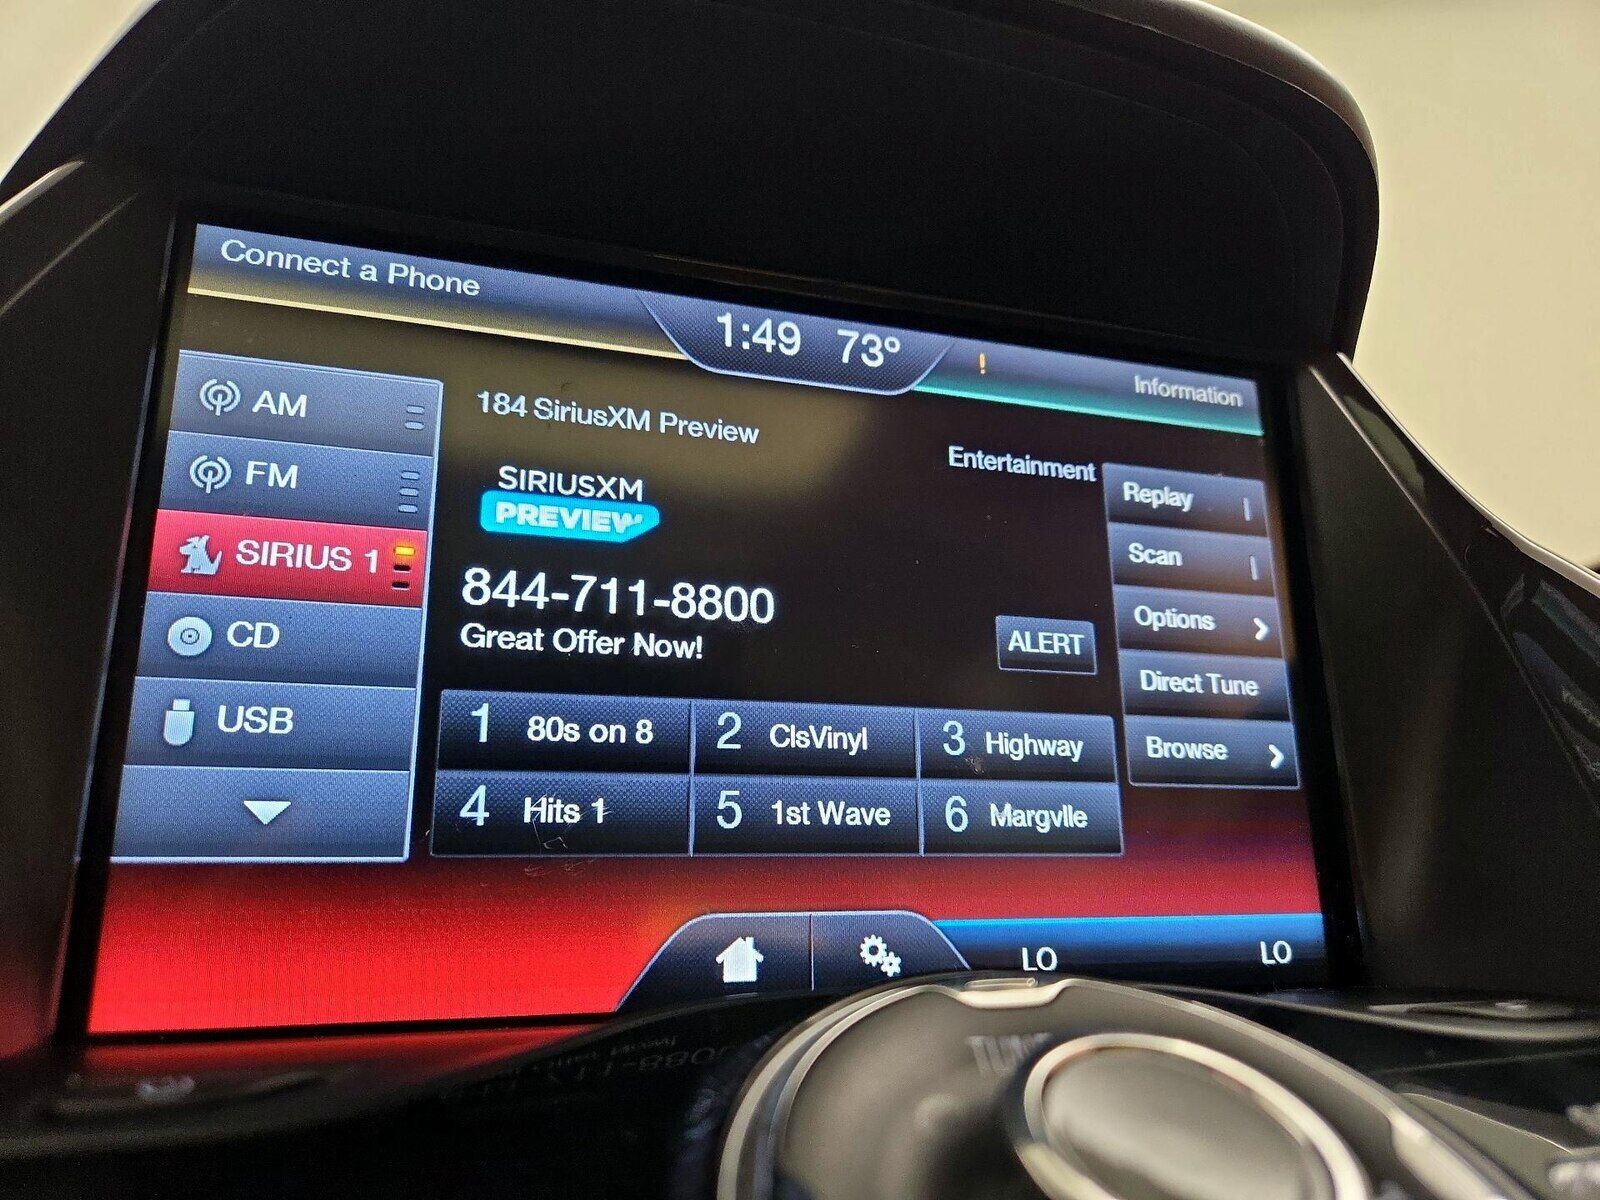 Connect a Phone
1:49 73°
!
Information
AM
FM
SIRIUS 1
CD
USB
184 SiriusXM Preview
SIRIUSXM
PREVIEW
844-711-8800
Great Offer Now!
Entertainment
ALERT
1 80s on 8
2 ClsVinyl
3 Highway
4 Hits 1
5 1st Wave
6 Margvlle
Replay
Scan
Options
Direct Tune
Browse
LO
LO